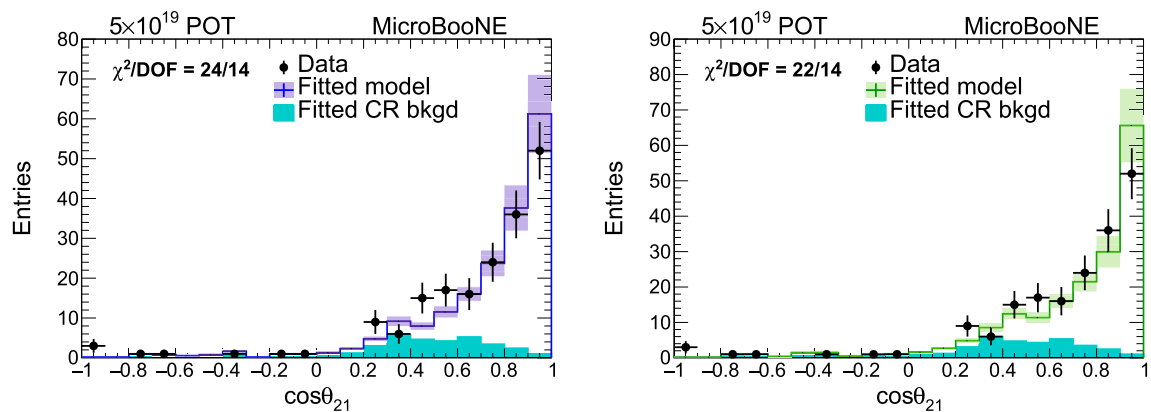 5×10¹⁹ POT MicroBooNE
χ²/DOF = 24/14
Data
Fitted model
Fitted CR bkgd
Entries
80
70
60
50
40
30
20
10
0
−1 −0.8 −0.6 −0.4 −0.2 0 0.2 0.4 0.6 0.8 1
cosθ₂₁
5×10¹⁹ POT MicroBooNE
χ²/DOF = 22/14
Data
Fitted model
Fitted CR bkgd
Entries
90
80
70
60
50
40
30
20
10
0
−1 −0.8 −0.6 −0.4 −0.2 0 0.2 0.4 0.6 0.8 1
cosθ₂₁